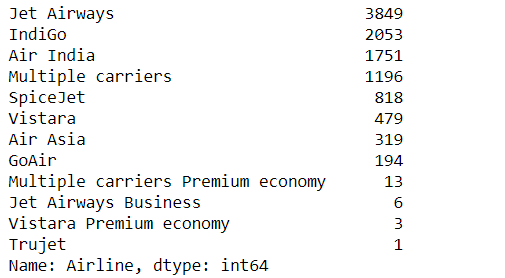 Jet Airways 3849
IndiGo 2053
Air India 1751
Multiple carriers 1196
SpiceJet 818
Vistara 479
Air Asia 319
GoAir 194
Multiple carriers Premium economy 13
Jet Airways Business 6
Vistara Premium economy 3
Trujet 1
Name: Airline, dtype: int64